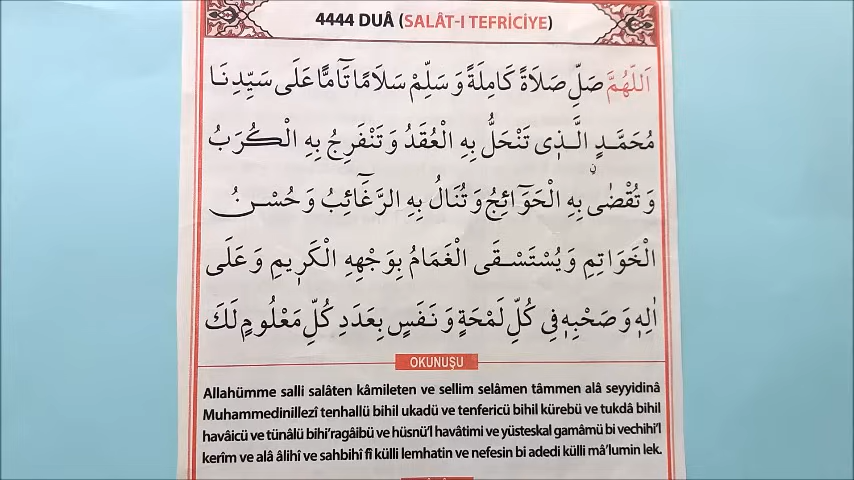 4444 DUÂ (SALÂT-I TEFRİCİYE)
اَللّٰهُمَّ صَلِّ صَلَاةً كَامِلَةً وَ سَلِّمْ سَلَامًا تَٓامًّا عَلَى سَيِّدِنَا
مُحَمَّدٍ الَّذِى تَنْحَلُّ بِهِ الْعُقَدُ وَ تَنْفَرِجُ بِهِ الْكُرَبُ
وَ تُقْضٰى بِهِ الْحَوَٓائِجُ وَ تُنَالُ بِهِ الرَّغَٓائِبُ وَ حُسْنُ
الْخَوَاتِمِ وَ يُسْتَسْقَى الْغَمَامُ بِوَجْهِهِ الْكَرِيمِ وَ عَلَى
اٰلِهِ وَ صَحْبِهِ فِى كُلِّ لَمْحَةٍ وَ نَفَسٍ بِعَدَدِ كُلِّ مَعْلُومٍ لَكَ
OKUNUŞU
Allahümme salli salâten kâmileten ve sellim selâmen tâmmen alâ seyyidinâ
Muhammedinillezî tenhallü bihil ukadü ve tenfericü bihil kürebü ve tukdâ bihil
havâicü ve tünâlü bihi’ragâibü ve hüsnü’l havâtimi ve yüsteskal gamâmü bi vechihi’l
kerîm ve alâ âlihî ve sahbihî fî külli lemhatin ve nefesin bi adedi külli mâ’lumin lek.